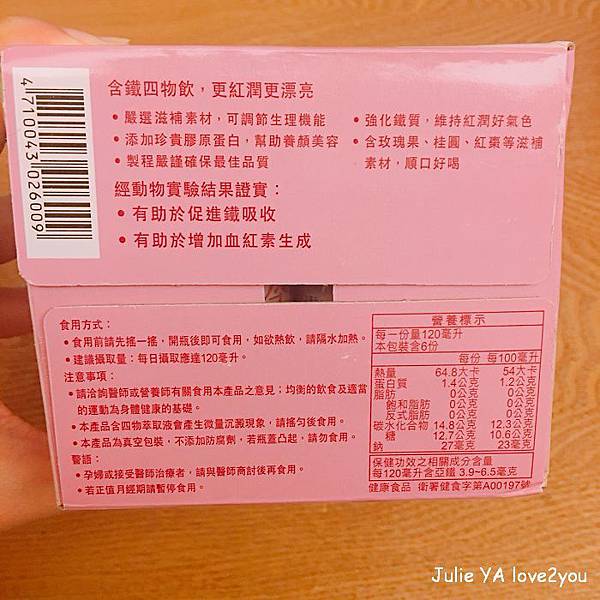 4710043026009
含鐵四物飲，更紅潤更漂亮
• 嚴選滋補素材，可調節生理機能
• 添加珍貴膠原蛋白，幫助養顏美容
• 製程嚴謹確保最佳品質
• 強化鐵質，維持紅潤好氣色
• 含玫瑰果、桂圓、紅棗等滋補
素材，順口好喝
經動物實驗結果證實：
• 有助於促進鐵吸收
• 有助於增加血紅素生成
食用方式：
• 食用前請先搖一搖，開瓶後即可食用，如欲熱飲，請隔水加熱。
• 建議攝取量：每日攝取應達120毫升。
注意事項：
• 請洽詢醫師或營養師有關食用本產品之意見；均衡的飲食及適當
的運動為身體健康的基礎。
• 本產品含四物萃取液會產生微量沉澱現象，請搖勻後食用。
• 本產品為真空包裝，不添加防腐劑，若瓶蓋凸起，請勿食用。
警語：
• 孕婦或接受醫師治療者，請與醫師商討後再食用。
• 若正值月經期請暫停食用。
營養標示
每一份量120毫升
本包裝含6份
每份 每100毫升
熱量 64.8大卡 54大卡
蛋白質 1.4公克 1.2公克
脂肪 0公克 0公克
飽和脂肪 0公克 0公克
反式脂肪 0公克 0公克
碳水化合物 14.8公克 12.3公克
糖 12.7公克 10.6公克
鈉 27毫克 23毫克
保健功效之相關成分含量
每120毫升含亞鐵 3.9~6.5毫克
健康食品 衛署健食字第A00197號
Julie YA love2you